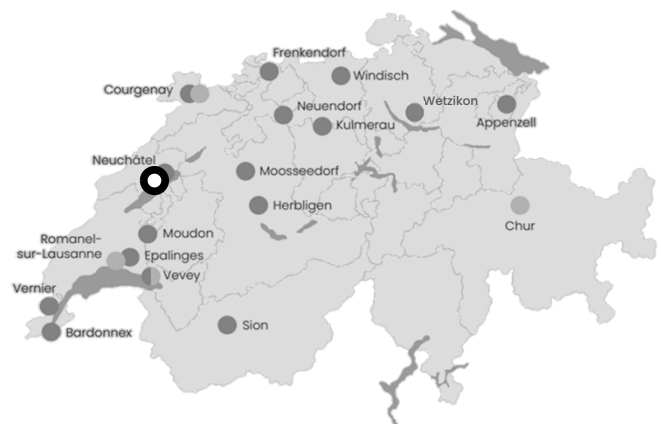 Frenkendorf
Windisch
Courgenay
Wetzikon
Neuendorf
Appenzell
Kulmerau
Neuchâtel
Moosseedorf
Herbligen
Chur
Moudon
Romanel-
sur-Lausanne
Epalinges
Vevey
Vernier
Sion
Bardonnex